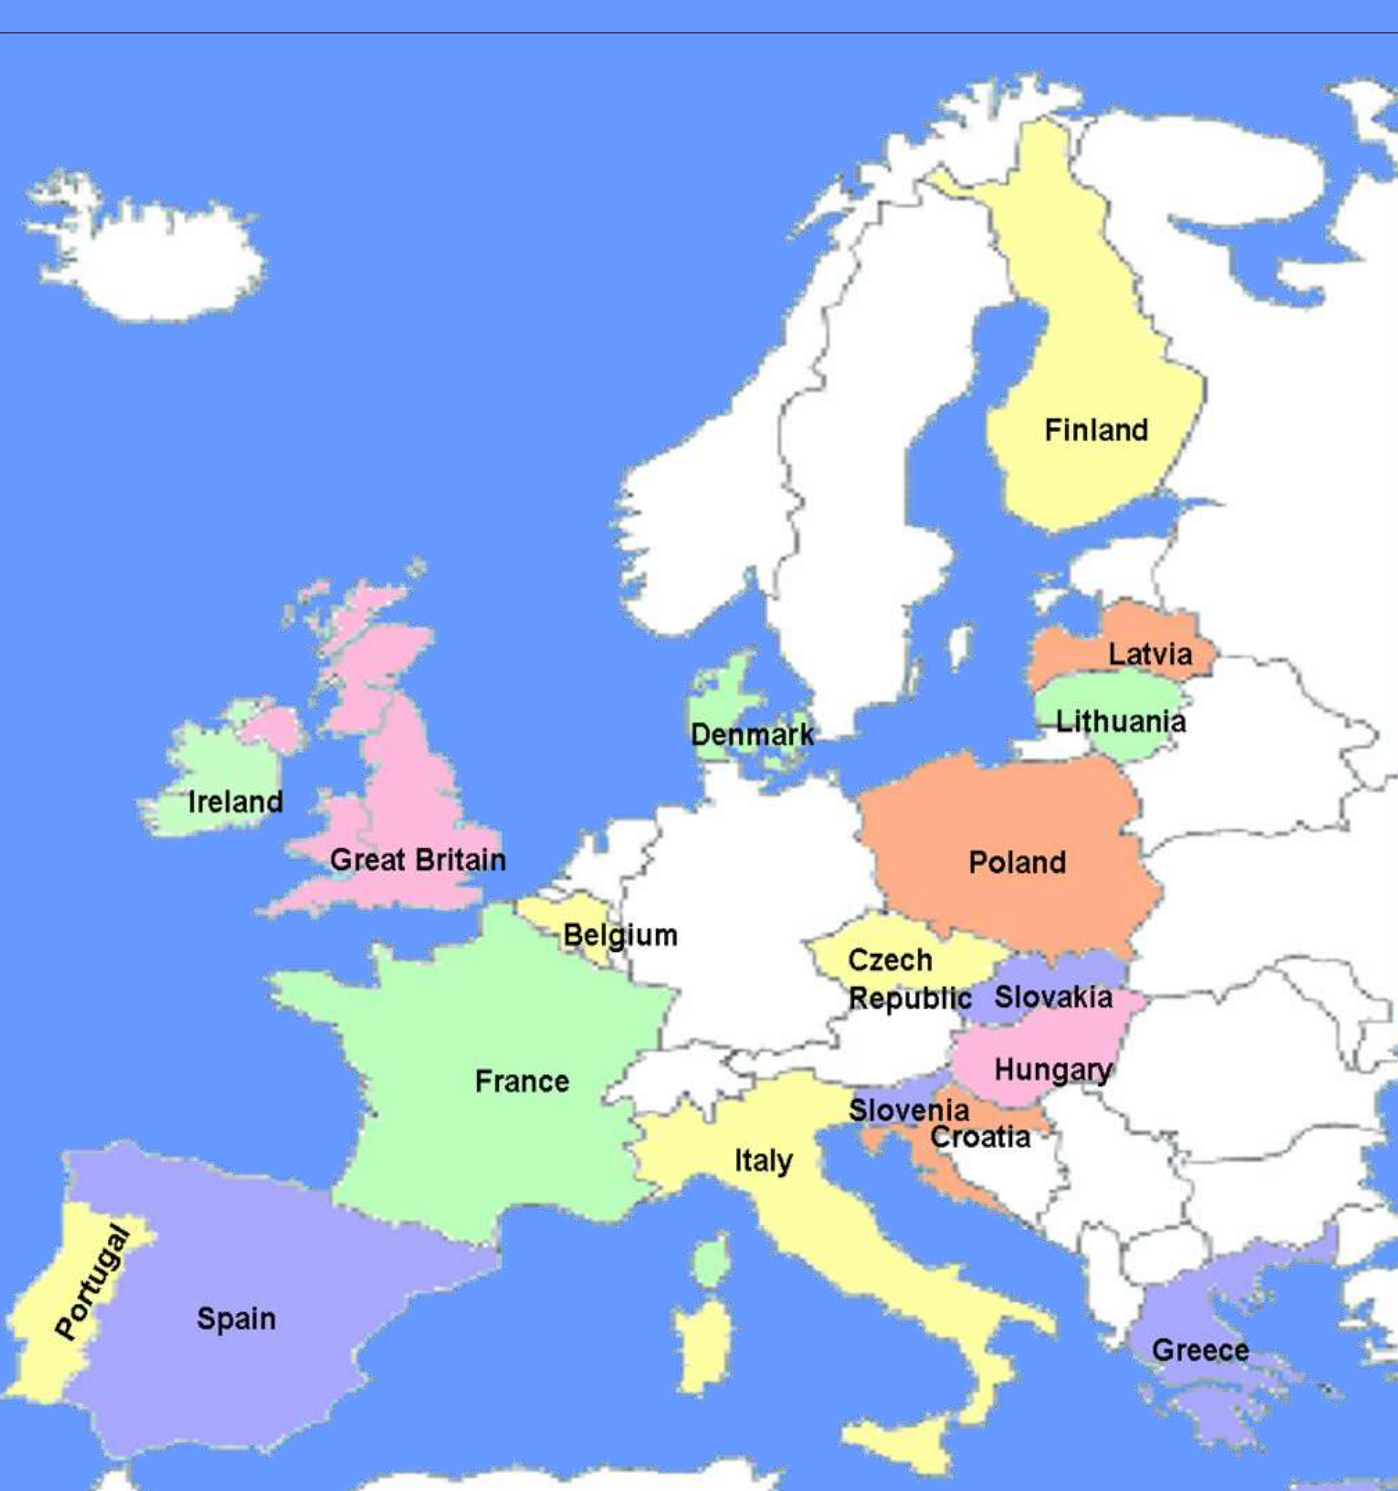 Finland
Latvia
Lithuania
Denmark
Ireland
Great Britain
Poland
Belgium
Czech
Republic
Slovakia
Hungary
France
Slovenia
Croatia
Italy
Portugal
Spain
Greece